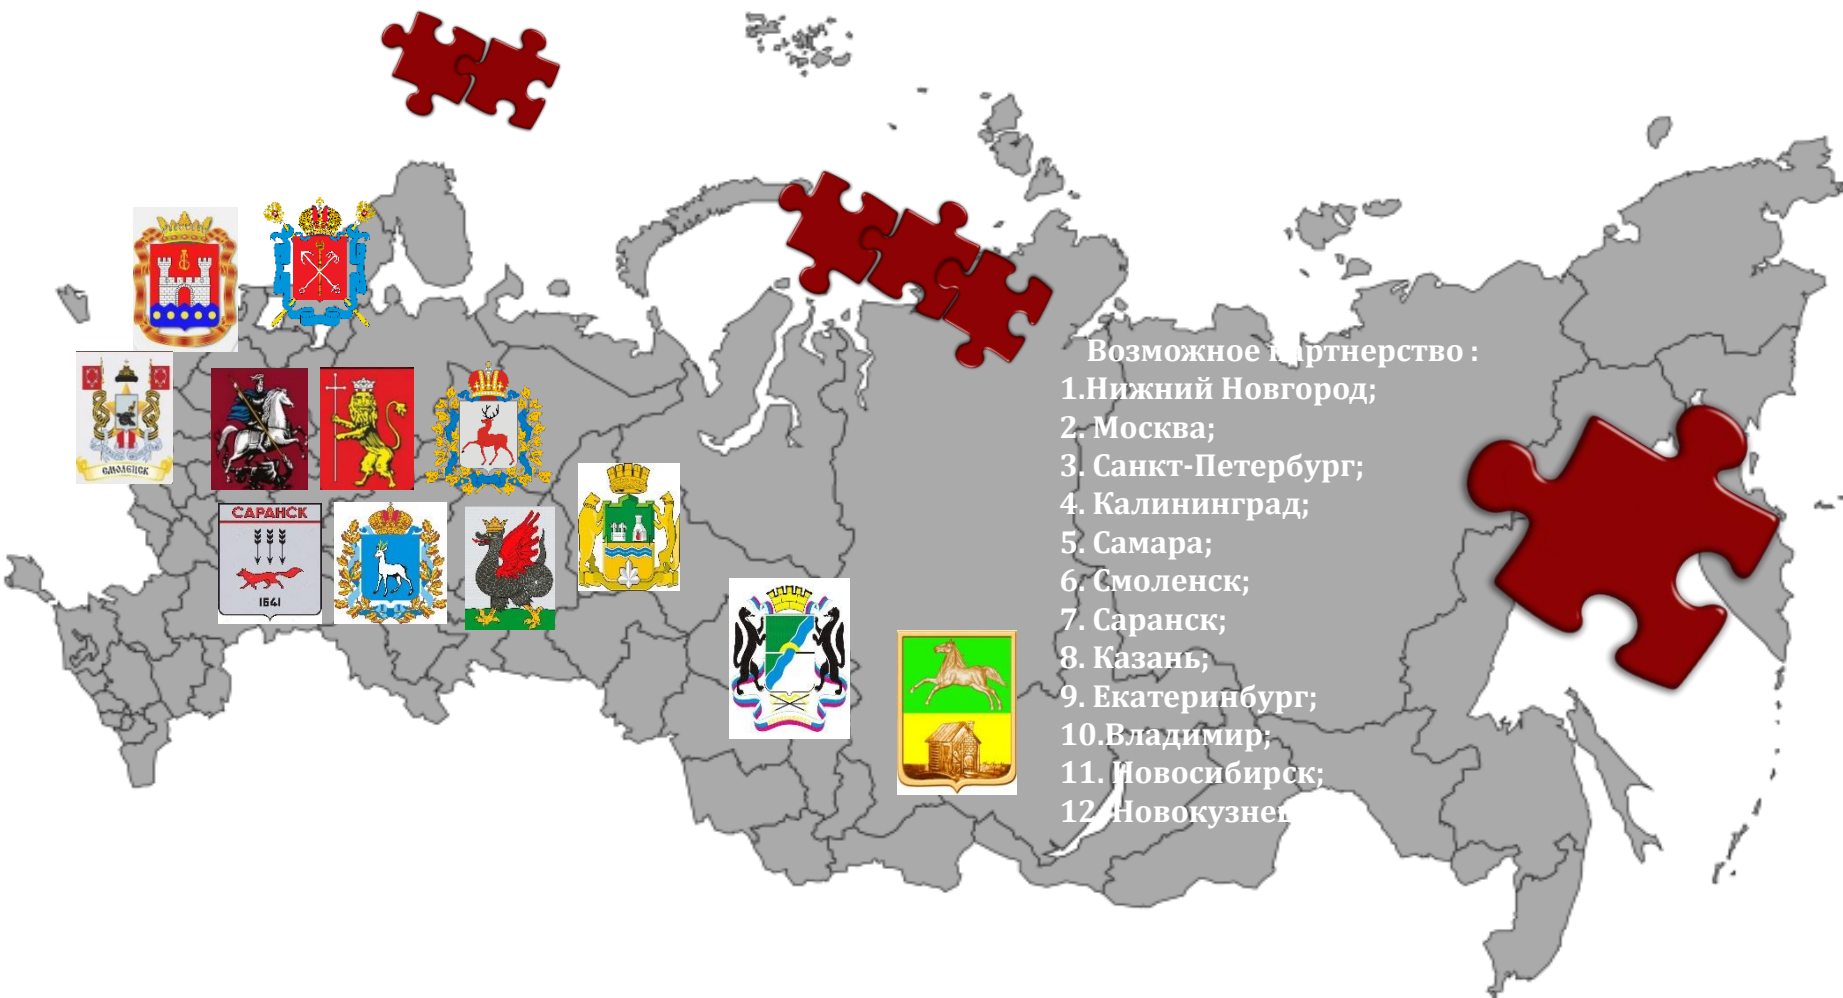 СМОЛЕНСК
САРАНСК
1641
Возможное партнерство :
1.Нижний Новгород;
2. Москва;
3. Санкт-Петербург;
4. Калининград;
5. Самара;
6. Смоленск;
7. Саранск;
8. Казань;
9. Екатеринбург;
10.Владимир;
11. Новосибирск;
12. Новокузнец